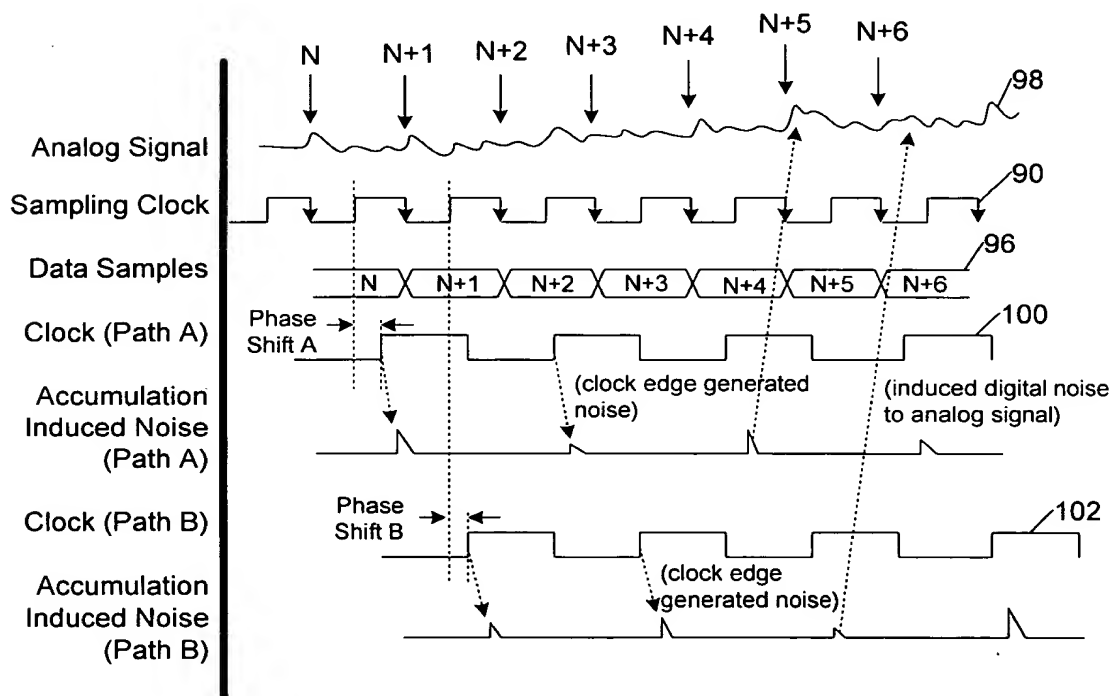 N
N+1
N+2
N+3
N+4
N+5
N+6
98
Analog Signal
90
Sampling Clock
96
Data Samples
N
N+1
N+2
N+3
N+4
N+5
N+6
Clock (Path A)
Phase
Shift A
100
Accumulation
Induced Noise
(Path A)
(clock edge generated
noise)
(induced digital noise
to analog signal)
Clock (Path B)
Phase
Shift B
102
Accumulation
Induced Noise
(Path B)
(clock edge
generated noise)